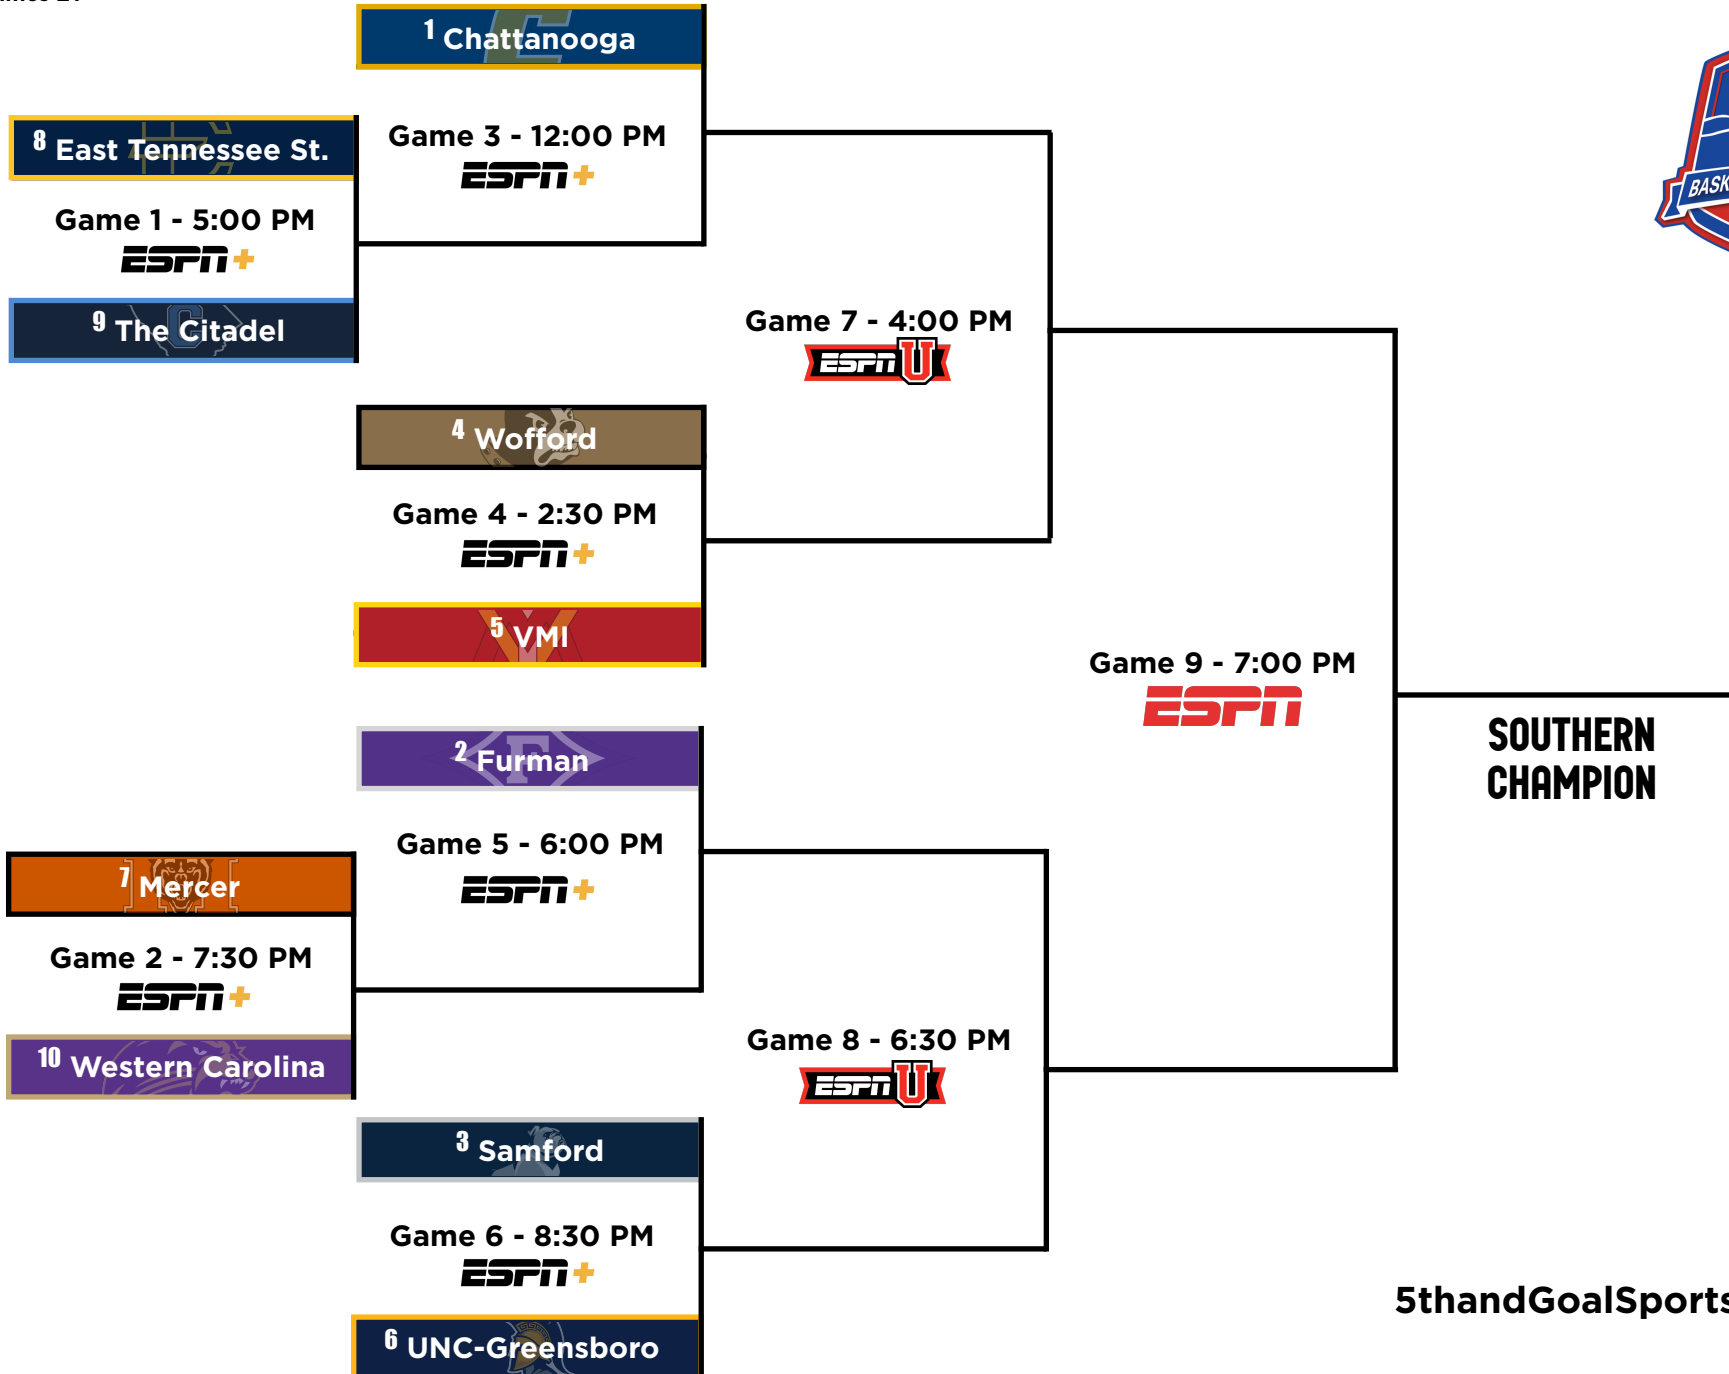 1 Chattanooga
8 East Tennessee St.
Game 1 - 5:00 PM
ESPN+
9 The Citadel
Game 3 - 12:00 PM
ESPN+
4 Wofford
Game 4 - 2:30 PM
ESPN+
5 VMI
Game 7 - 4:00 PM
ESPN U
2 Furman
Game 5 - 6:00 PM
ESPN+
7 Mercer
Game 2 - 7:30 PM
ESPN+
10 Western Carolina
3 Samford
Game 6 - 8:30 PM
ESPN+
6 UNC-Greensboro
Game 8 - 6:30 PM
ESPN U
Game 9 - 7:00 PM
ESPN
SOUTHERN
CHAMPION
BASK
5thandGoalSports